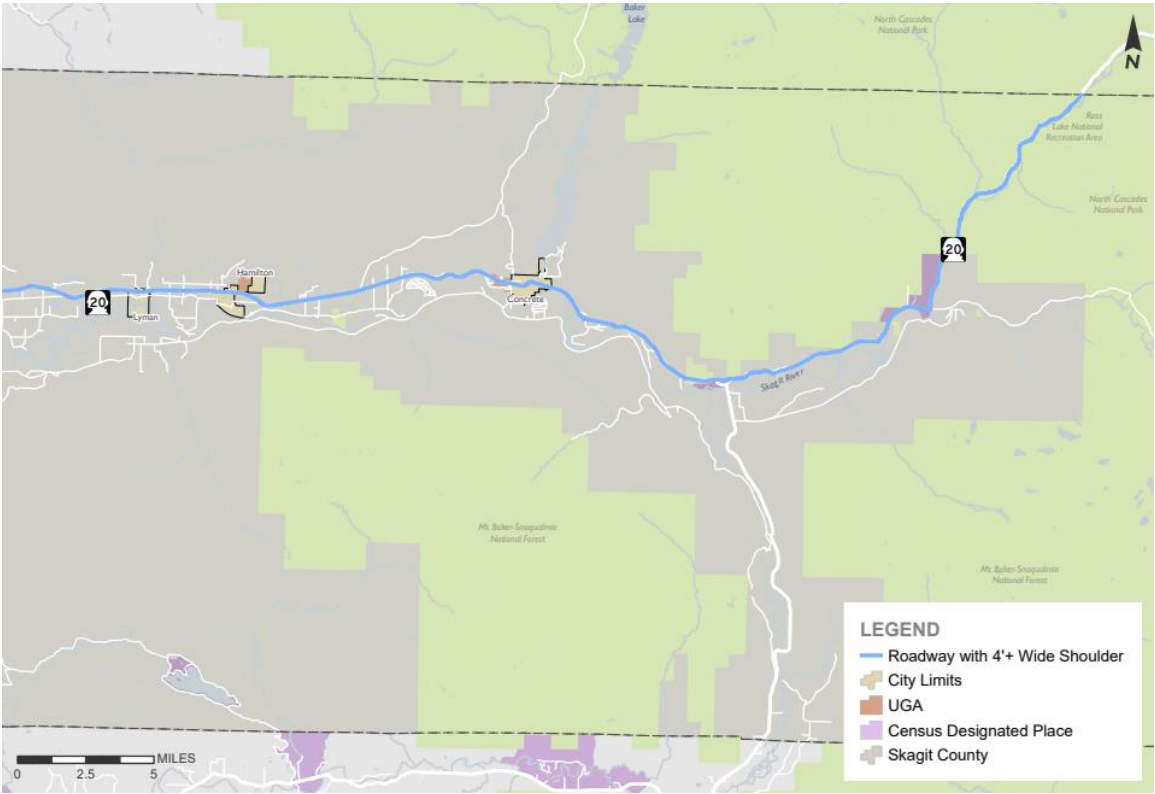 Baker
Lake
North Cascades
National Park
N
Ross
Lake National
Recreation Area
North Cascades
National Park
20
Hamilton
20
Lyman
Concrete
Skagit River
Mt. Baker-Snoqualmie
National Forest
Mt. Baker-Snoqualmie
National Forest
LEGEND
Roadway with 4'+ Wide Shoulder
City Limits
UGA
Census Designated Place
Skagit County
MILES
0 2.5 5